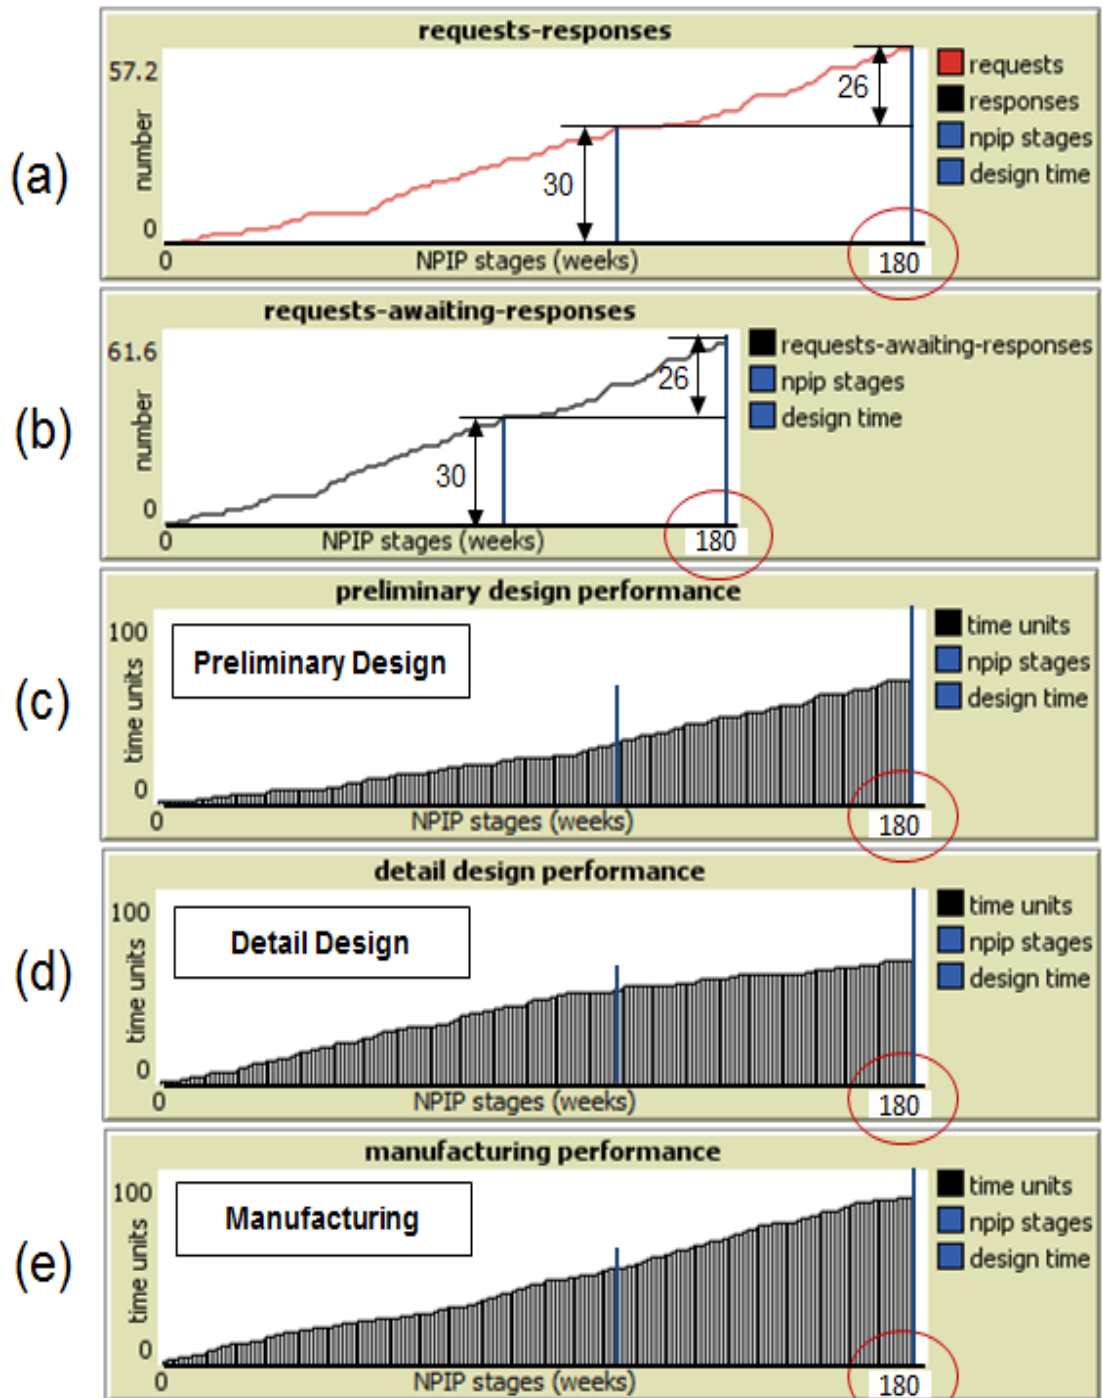 (a)
requests-responses
57.2
number
0
0
NPIP stages (weeks)
180
30
26
requests
responses
npip stages
design time
(b)
requests-awaiting-responses
61.6
number
0
0
NPIP stages (weeks)
180
30
26
requests-awaiting-responses
npip stages
design time
(c)
preliminary design performance
100
time units
0
0
NPIP stages (weeks)
180
Preliminary Design
time units
npip stages
design time
(d)
detail design performance
100
time units
0
0
NPIP stages (weeks)
180
Detail Design
time units
npip stages
design time
(e)
manufacturing performance
100
time units
0
0
NPIP stages (weeks)
180
Manufacturing
time units
npip stages
design time